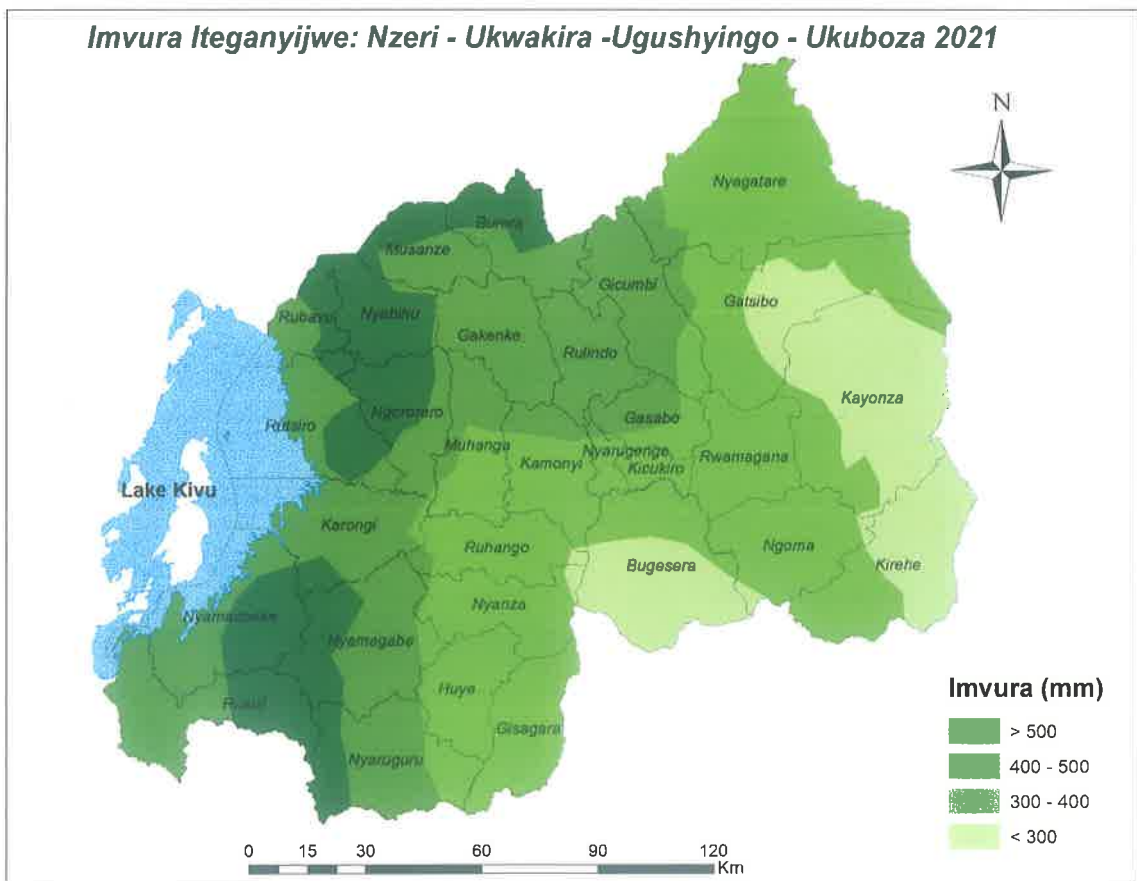 Imvura Iteganyijwe: Nzeri - Ukwakira -Ugushyingo - Ukuboza 2021
N
Nyagatare
Burera
Musanze
Gicumbi
Gatsibo
Rubavu
Nyabihu
Gakenke
Rulindo
Kayonza
Ngororero
Gasabo
Rutsiro
Muhanga
Nyarugenge
Kamonyi
Kicukiro
Rwamagana
Lake Kivu
Karongi
Ruhango
Ngoma
Bugesera
Kirehe
Nyanza
Nyamasheke
Nyamagabe
Huye
Rusizi
Gisagara
Nyaruguru
Imvura (mm)
> 500
400 - 500
300 - 400
< 300
0 15 30 60 90 120
Km